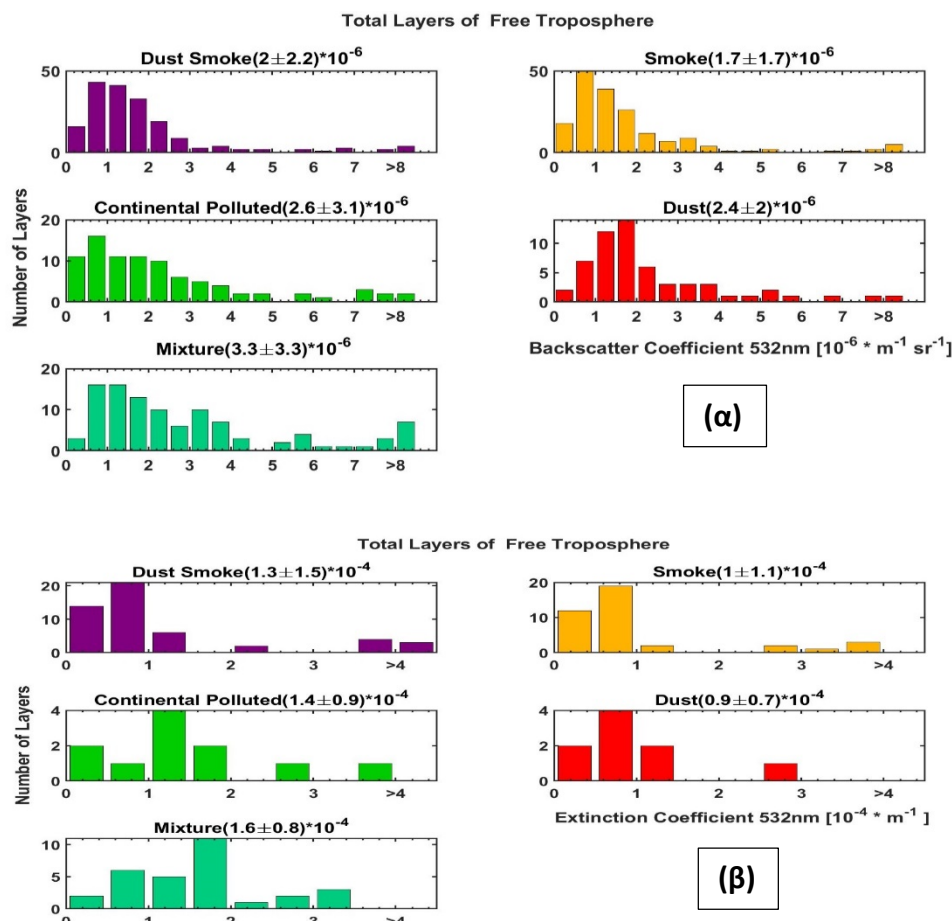 Total Layers of Free Troposphere
Dust Smoke(2±2.2)*10-6
50
0
0 1 2 3 4 5 6 7 >8
Smoke(1.7±1.7)*10-6
50
0
0 1 2 3 4 5 6 7 >8
Number of Layers
Continental Polluted(2.6±3.1)*10-6
20
10
0
0 1 2 3 4 5 6 7 >8
Dust(2.4±2)*10-6
10
5
0
0 1 2 3 4 5 6 7 >8
Mixture(3.3±3.3)*10-6
20
10
0
0 1 2 3 4 5 6 7 >8
Backscatter Coefficient 532nm [10-6 * m-1 sr-1]
(α)
Total Layers of Free Troposphere
Dust Smoke(1.3±1.5)*10-4
20
10
0
0 1 2 3 >4
Smoke(1±1.1)*10-4
20
10
0
0 1 2 3 >4
Number of Layers
Continental Polluted(1.4±0.9)*10-4
4
2
0
0 1 2 3 >4
Dust(0.9±0.7)*10-4
4
2
0
0 1 2 3 >4
Mixture(1.6±0.8)*10-4
10
5
0
0 1 2 3 >4
Extinction Coefficient 532nm [10-4 * m-1 ]
(β)